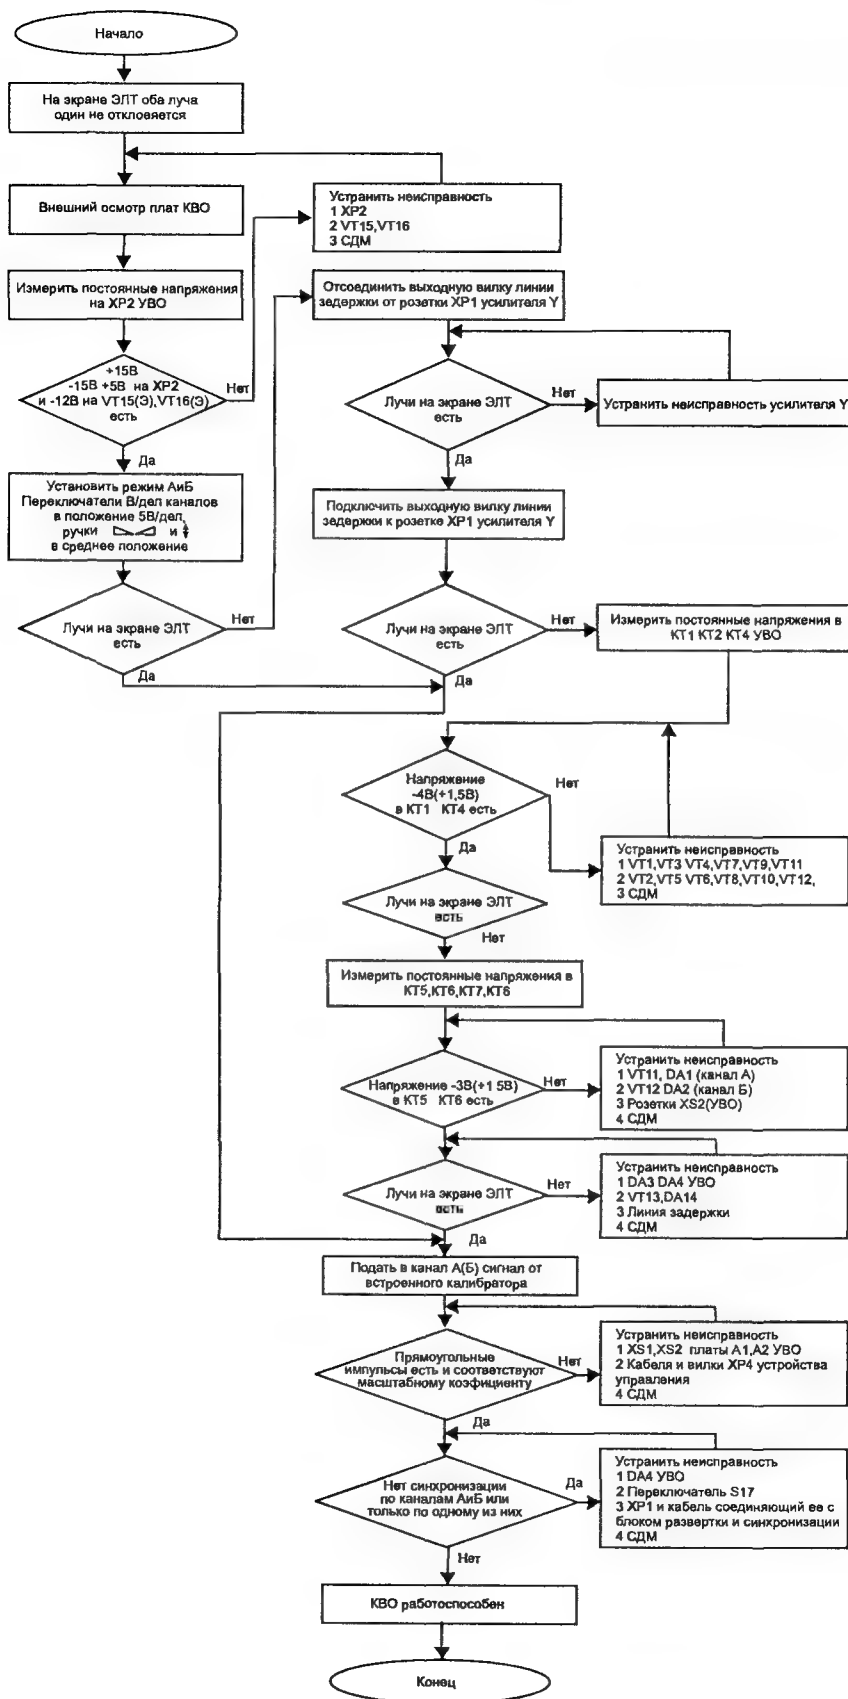 Начало
На экране ЭЛТ оба луча
один не отклоняется
Внешний осмотр плат КВО
Измерить постоянные напряжения
на ХР2 УВО
+15В
-15В +5В на ХР2
и -12В на VT15(Э),VT16(Э)
есть
Нет
Да
Установить режим АиБ
Переключатели В/дел каналов
в положение 5В/дел,
ручки и
в среднее положение
Лучи на экране ЭЛТ
есть
Нет
Да
Устранить неисправность
1 ХР2
2 VT15,VT16
3 СДМ
Отсоединить выходную вилку линии
задержки от розетки ХР1 усилителя Y
Лучи на экране ЭЛТ
есть
Нет
Устранить неисправность усилителя Y
Да
Подключить выходную вилку линии
задержки к розетке ХР1 усилителя Y
Лучи на экране ЭЛТ
есть
Нет
Измерить постоянные напряжения в
КТ1 КТ2 КТ4 УВО
Да
Напряжение
-4В(+1,5В)
в КТ1 КТ4 есть
Нет
Устранить неисправность
1 VT1,VT3 VT4,VT7,VT9,VT11
2 VT2,VT5 VT6,VT8,VT10,VT12,
3 СДМ
Да
Лучи на экране ЭЛТ
есть
Нет
Измерить постоянные напряжения в
КТ5,КТ6,КТ7,КТ6
Напряжение -3В(+1 5В)
в КТ5 КТ6 есть
Нет
Устранить неисправность
1 VT11, DA1 (канал А)
2 VT12 DA2 (канал Б)
3 Розетки XS2(УВО)
4 СДМ
Лучи на экране ЭЛТ
есть
Нет
Устранить неисправность
1 DA3 DA4 УВО
2 VT13,DA14
3 Линия задержки
4 СДМ
Да
Подать в канал А(Б) сигнал от
встроенного калибратора
Прямоугольные
импульсы есть и соответствуют
масштабному коэфициенту
Нет
Устранить неисправность
1 XS1,XS2 платы А1,А2 УВО
2 Кабеля и вилки ХР4 устройства
упраaления
4 СДМ
Да
Нет синхронизации
по каналам АиБ или
только по одному из них
Да
Устранить неисправность
1 DA4 УВО
2 Переключатель S17
3 ХР1 и кабель соединяющий ее с
блоком развертки и синхронизации
4 СДМ
Нет
КВО работоспособен
Конец